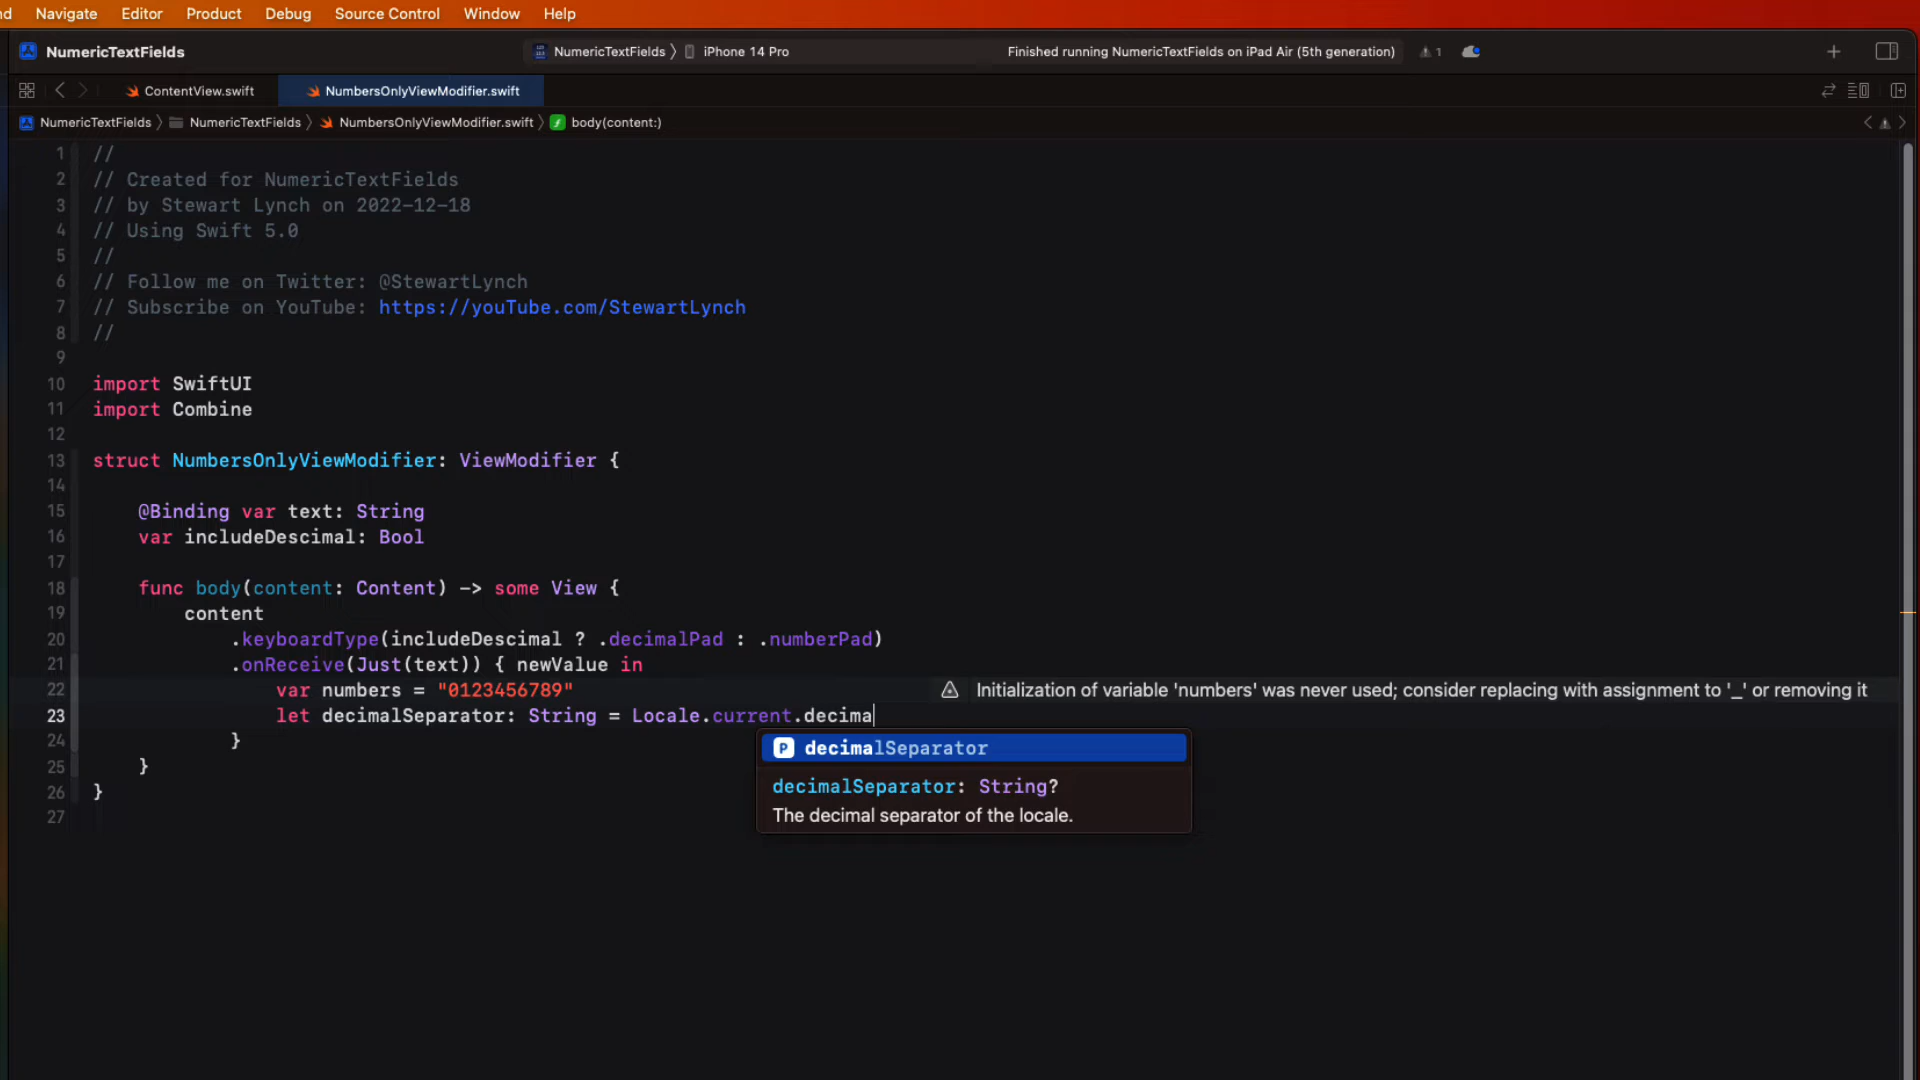 nd Navigate Editor Product Debug Source Control Window Help
NumericTextFields NumericTextFields 〉 iPhone 14 Pro Finished running NumericTextFields on iPad Air (5th generation) 1
ContentView.swift NumbersOnlyViewModifier.swift
NumericTextFields 〉 NumericTextFields 〉 NumbersOnlyViewModifier.swift 〉 body(content:)
1 //
2 // Created for NumericTextFields
3 // by Stewart Lynch on 2022-12-18
4 // Using Swift 5.0
5 //
6 // Follow me on Twitter: @StewartLynch
7 // Subscribe on YouTube: https://youTube.com/StewartLynch
8 //
9
10 import SwiftUI
11 import Combine
12
13 struct NumbersOnlyViewModifier: ViewModifier {
14
15 @Binding var text: String
16 var includeDescimal: Bool
17
18 func body(content: Content) -> some View {
19 content
20 .keyboardType(includeDescimal ? .decimalPad : .numberPad)
21 .onReceive(Just(text)) { newValue in
22 var numbers = "0123456789" Initialization of variable 'numbers' was never used; consider replacing with assignment to '_' or removing it
23 let decimalSeparator: String = Locale.current.decima
24 }
P decimalSeparator
25 }
decimalSeparator: String?
26 }
The decimal separator of the locale.
27